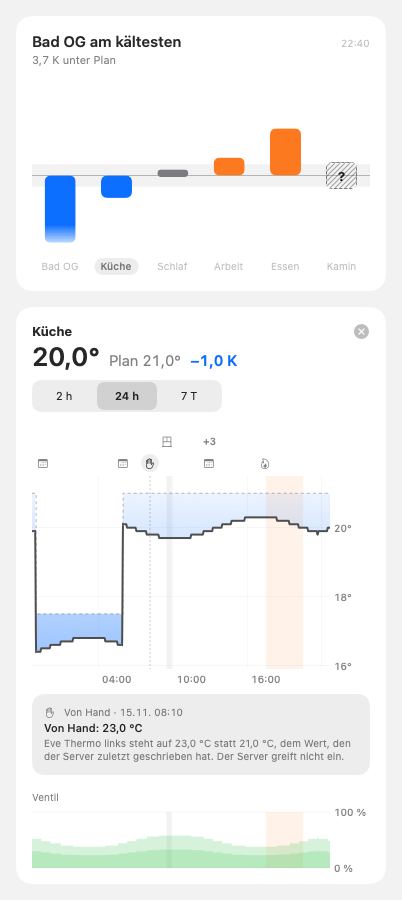 Bad OG am kältesten
22:40
3,7 K unter Plan
?
Bad OG Küche Schlaf Arbeit Essen Kamin
Küche
20,0° Plan 21,0° −1,0 K
2 h 24 h 7 T
+3
20°
18°
16°
04:00 10:00 16:00
Von Hand · 15.11. 08:10
Von Hand: 23,0 °C
Eve Thermo links steht auf 23,0 °C statt 21,0 °C, dem Wert, den
der Server zuletzt geschrieben hat. Der Server greift nicht ein.
Ventil
100 %
0 %